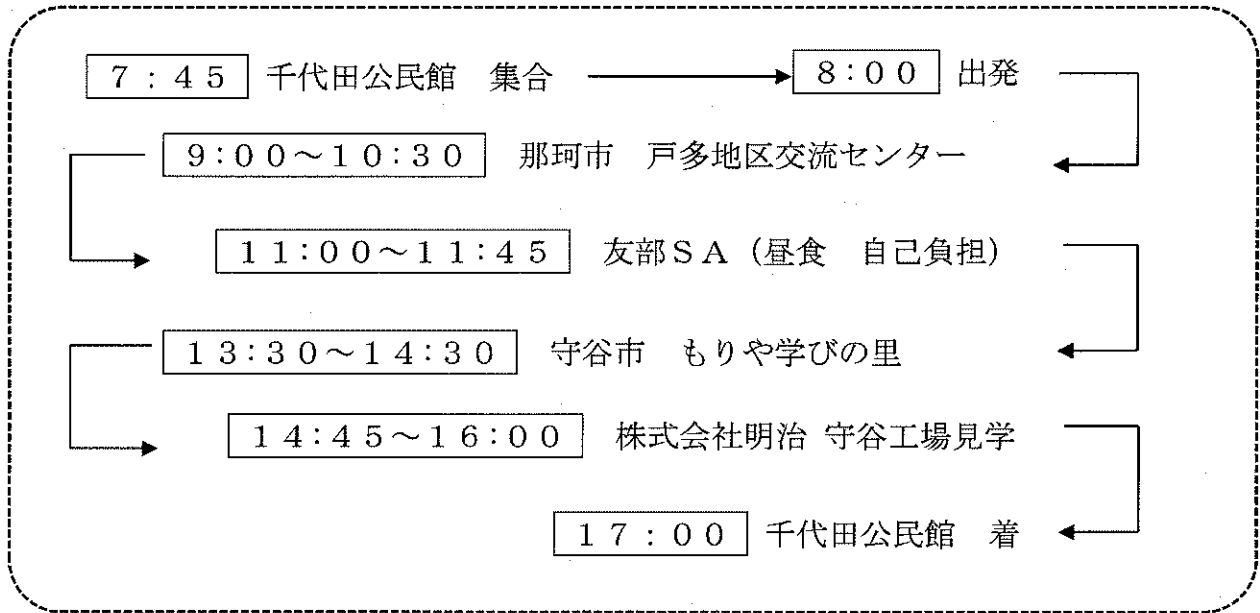 7:45 千代田公民館 集合 8:00 出発
9:00～10:30 那珂市 戸多地区交流センター
11:00～11:45 友部SA（昼食 自己負担）
13:30～14:30 守谷市 もりや学びの里
14:45～16:00 株式会社明治 守谷工場見学
17:00 千代田公民館 着